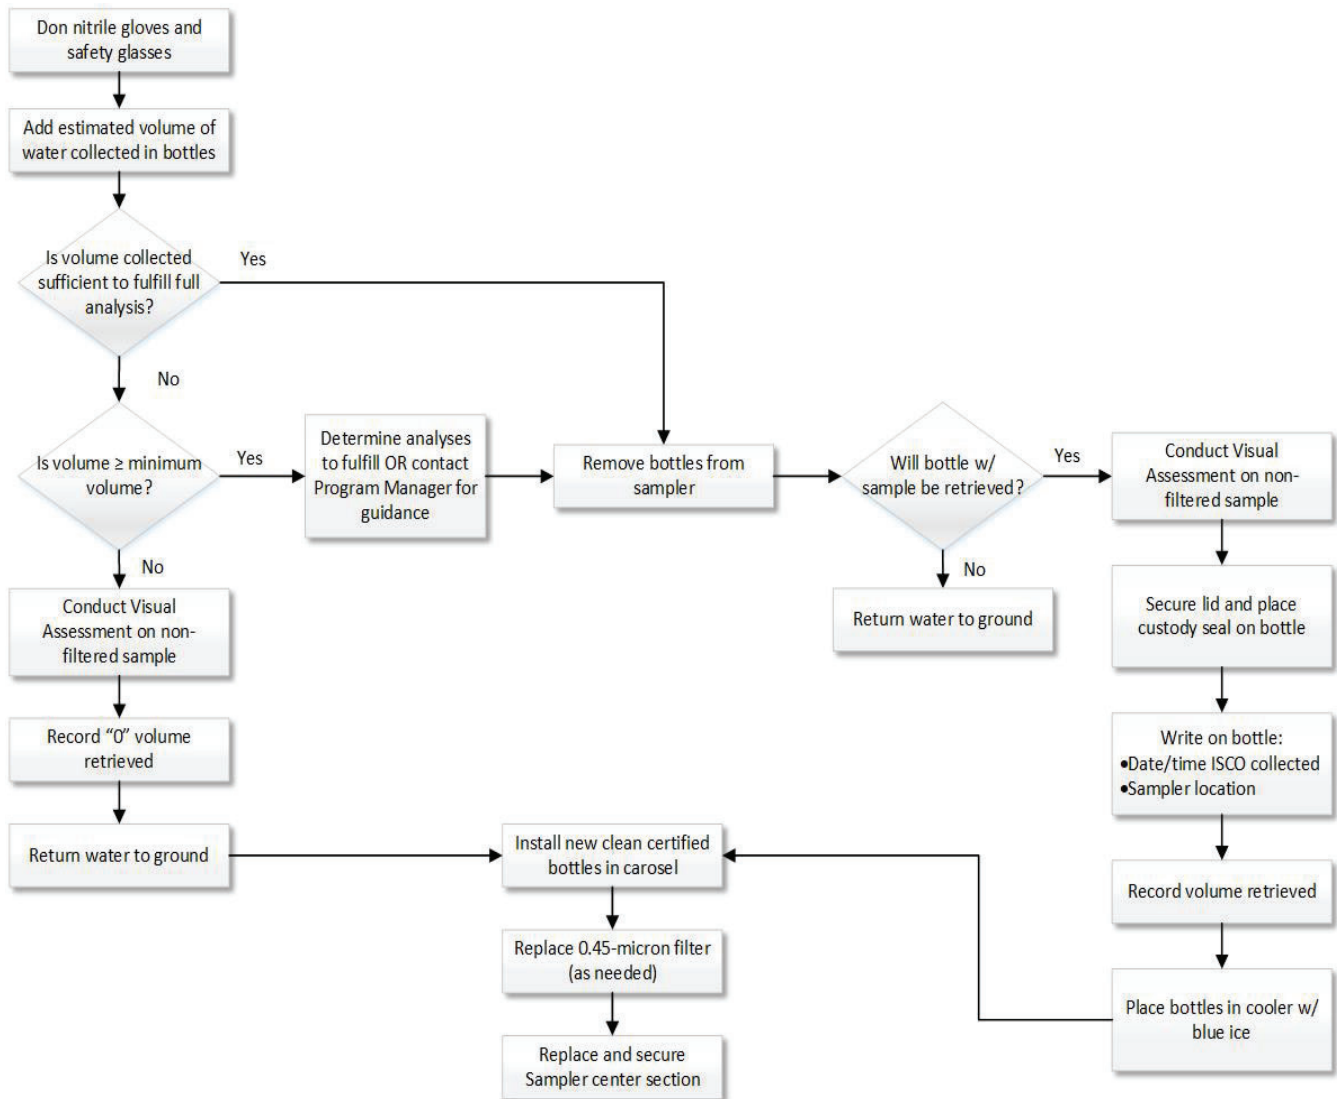 Don nitrile gloves and
safety glasses
Add estimated volume of
water collected in bottles
Is volume collected
sufficient to fulfill full
analysis?
Yes
No
Is volume ≥ minimum
volume?
Yes
No
Determine analyses
to fulfill OR contact
Program Manager for
guidance
Remove bottles from
sampler
Will bottle w/
sample be retrieved?
Yes
No
Return water to ground
Conduct Visual
Assessment on non-
filtered sample
Secure lid and place
custody seal on bottle
Write on bottle:
•Date/time ISCO collected
•Sampler location
Record volume retrieved
Place bottles in cooler w/
blue ice
Conduct Visual
Assessment on non-
filtered sample
Record “0” volume
retrieved
Return water to ground
Install new clean certified
bottles in carosel
Replace 0.45-micron filter
(as needed)
Replace and secure
Sampler center section